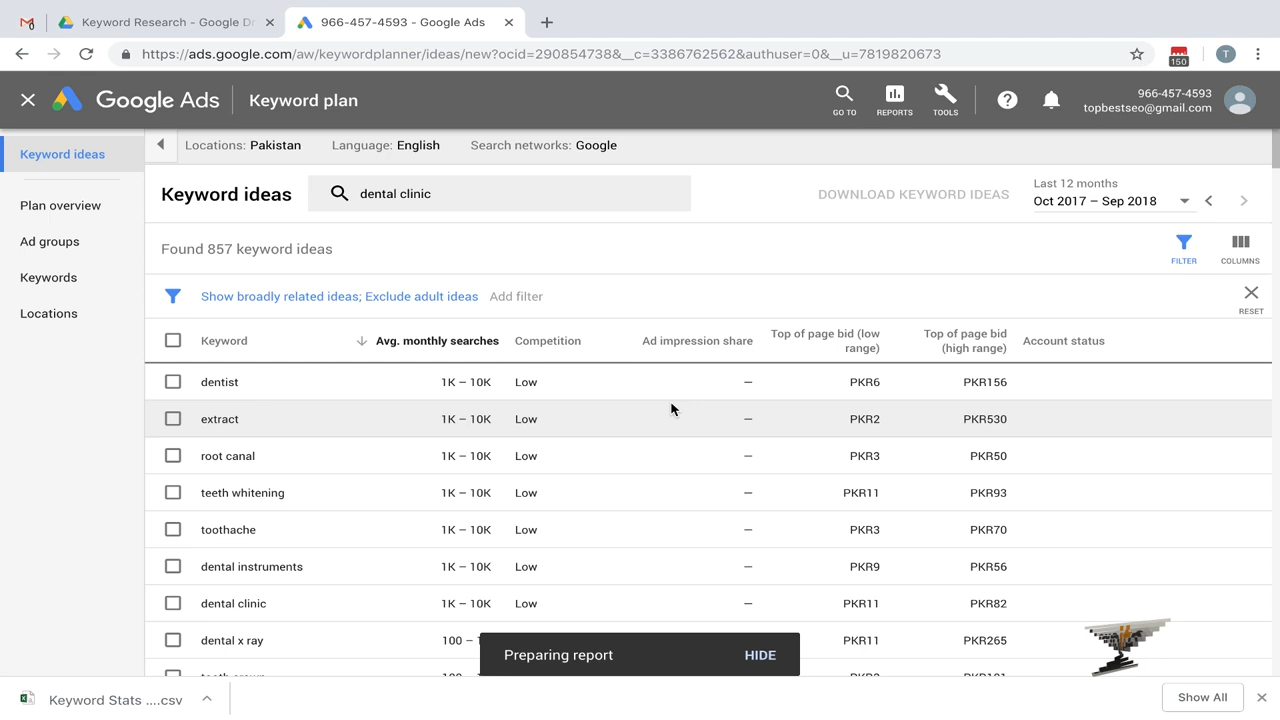 Keyword Research - Google Dr
966-457-4593 - Google Ads
https://ads.google.com/aw/keywordplanner/ideas/new?ocid=290854738&__c=3386762562&authuser=0&__u=7819820673
150
T
Google Ads
Keyword plan
GO TO
REPORTS
TOOLS
966-457-4593
topbestseo@gmail.com
Keyword ideas
Plan overview
Ad groups
Keywords
Locations
Locations: Pakistan Language: English Search networks: Google
Keyword ideas
dental clinic
DOWNLOAD KEYWORD IDEAS
Last 12 months
Oct 2017 – Sep 2018
Found 857 keyword ideas
FILTER
COLUMNS
Show broadly related ideas; Exclude adult ideas Add filter
RESET
Keyword Avg. monthly searches Competition Ad impression share Top of page bid (low range) Top of page bid (high range) Account status
dentist 1K – 10K Low – PKR6 PKR156
extract 1K – 10K Low – PKR2 PKR530
root canal 1K – 10K Low – PKR3 PKR50
teeth whitening 1K – 10K Low – PKR11 PKR93
toothache 1K – 10K Low – PKR3 PKR70
dental instruments 1K – 10K Low – PKR9 PKR56
dental clinic 1K – 10K Low – PKR11 PKR82
dental x ray 100 – PKR11 PKR265
Preparing report HIDE
Keyword Stats ....csv
Show All